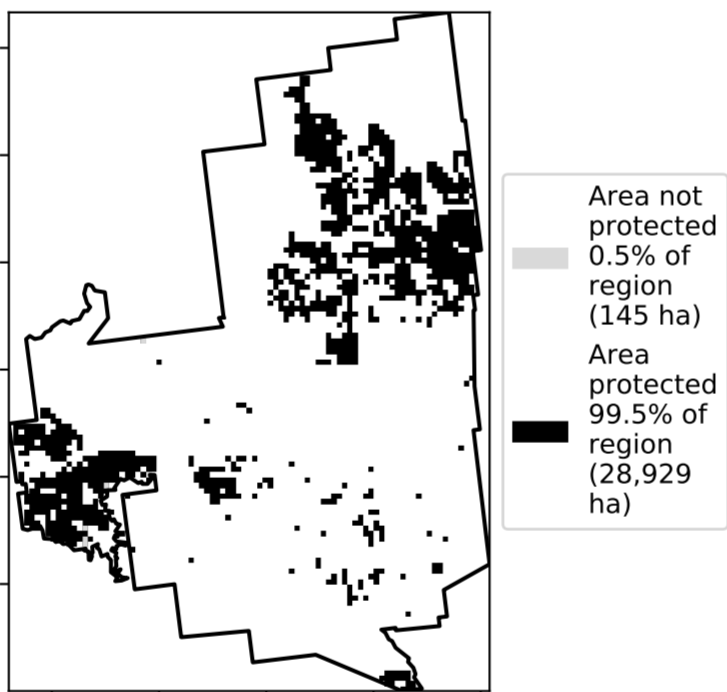 Area not
protected
0.5% of
region
(145 ha)
Area
protected
99.5% of
region
(28,929
ha)